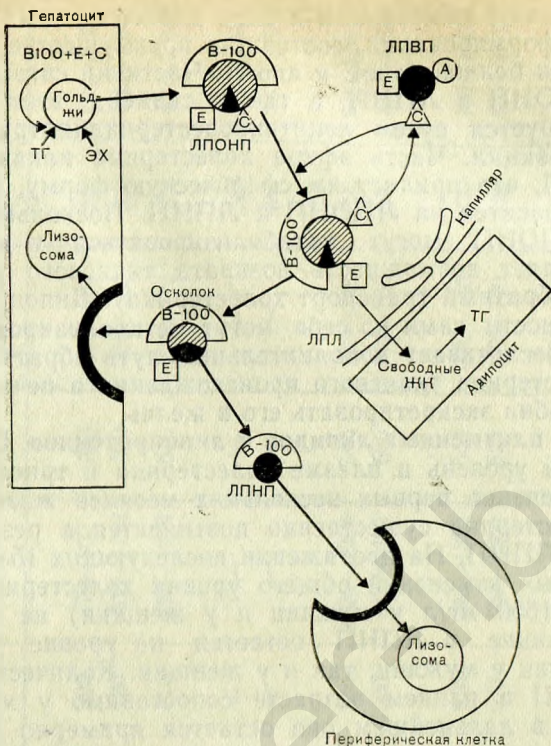 Гепатоцит
B100+E+C
Гольд-
жи
ТГ
ЭХ
B-100
E
C
ЛПОНП
ЛПВП
A
E
C
B-100
E
Капилляр
Лизо-
сома
Осколок
B-100
E
ЛПЛ
ТГ
Свободные
ЖК
Адипоцит
B-100
ЛПНП
Лизо-
сома
Периферическая клетка